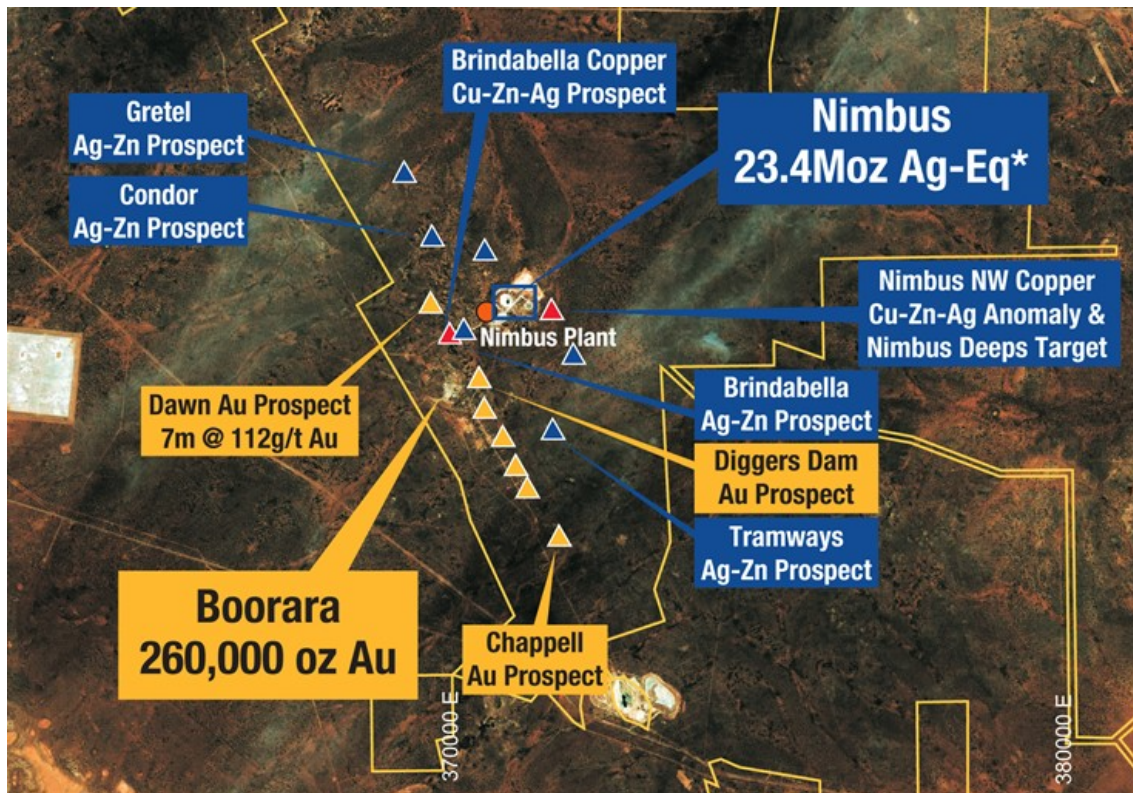 Brindabella Copper
Cu-Zn-Ag Prospect
Gretel
Ag-Zn Prospect
Nimbus
23.4Moz Ag-Eq*
Condor
Ag-Zn Prospect
Nimbus NW Copper
Cu-Zn-Ag Anomaly &
Nimbus Deeps Target
Nimbus Plant
Dawn Au Prospect
7m @ 112g/t Au
Brindabella
Ag-Zn Prospect
Diggers Dam
Au Prospect
Tramways
Ag-Zn Prospect
Boorara
260,000 oz Au
Chappell
Au Prospect
370000 E
380000 E